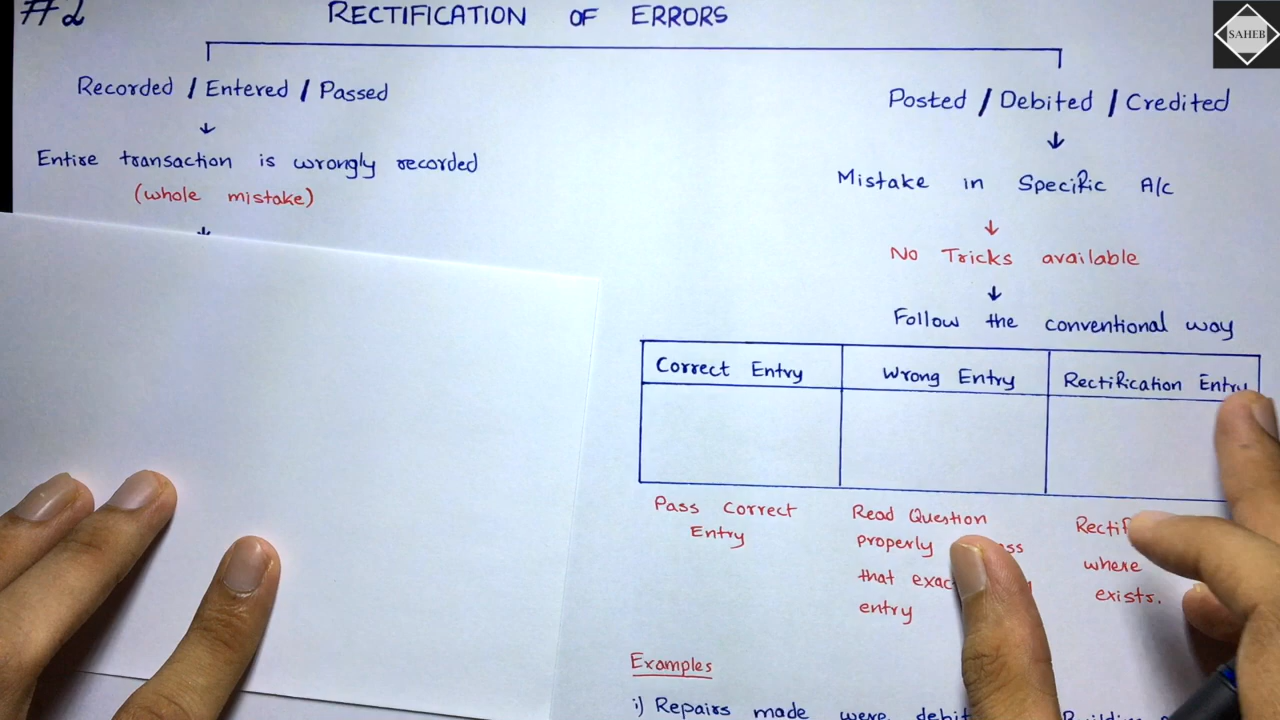 #2
RECTIFICATION OF ERRORS
SAHEB
Recorded / Entered / Passed
Entire transaction is wrongly recorded
(whole mistake)
Posted / Debited / Credited
Mistake in Specific A/c
No Tricks available
Follow the conventional way
Correct Entry
Wrong Entry
Rectification Entry
Pass Correct
Entry
Read Question
properly
that
entry
where
exists.
Examples
i) Repairs made were